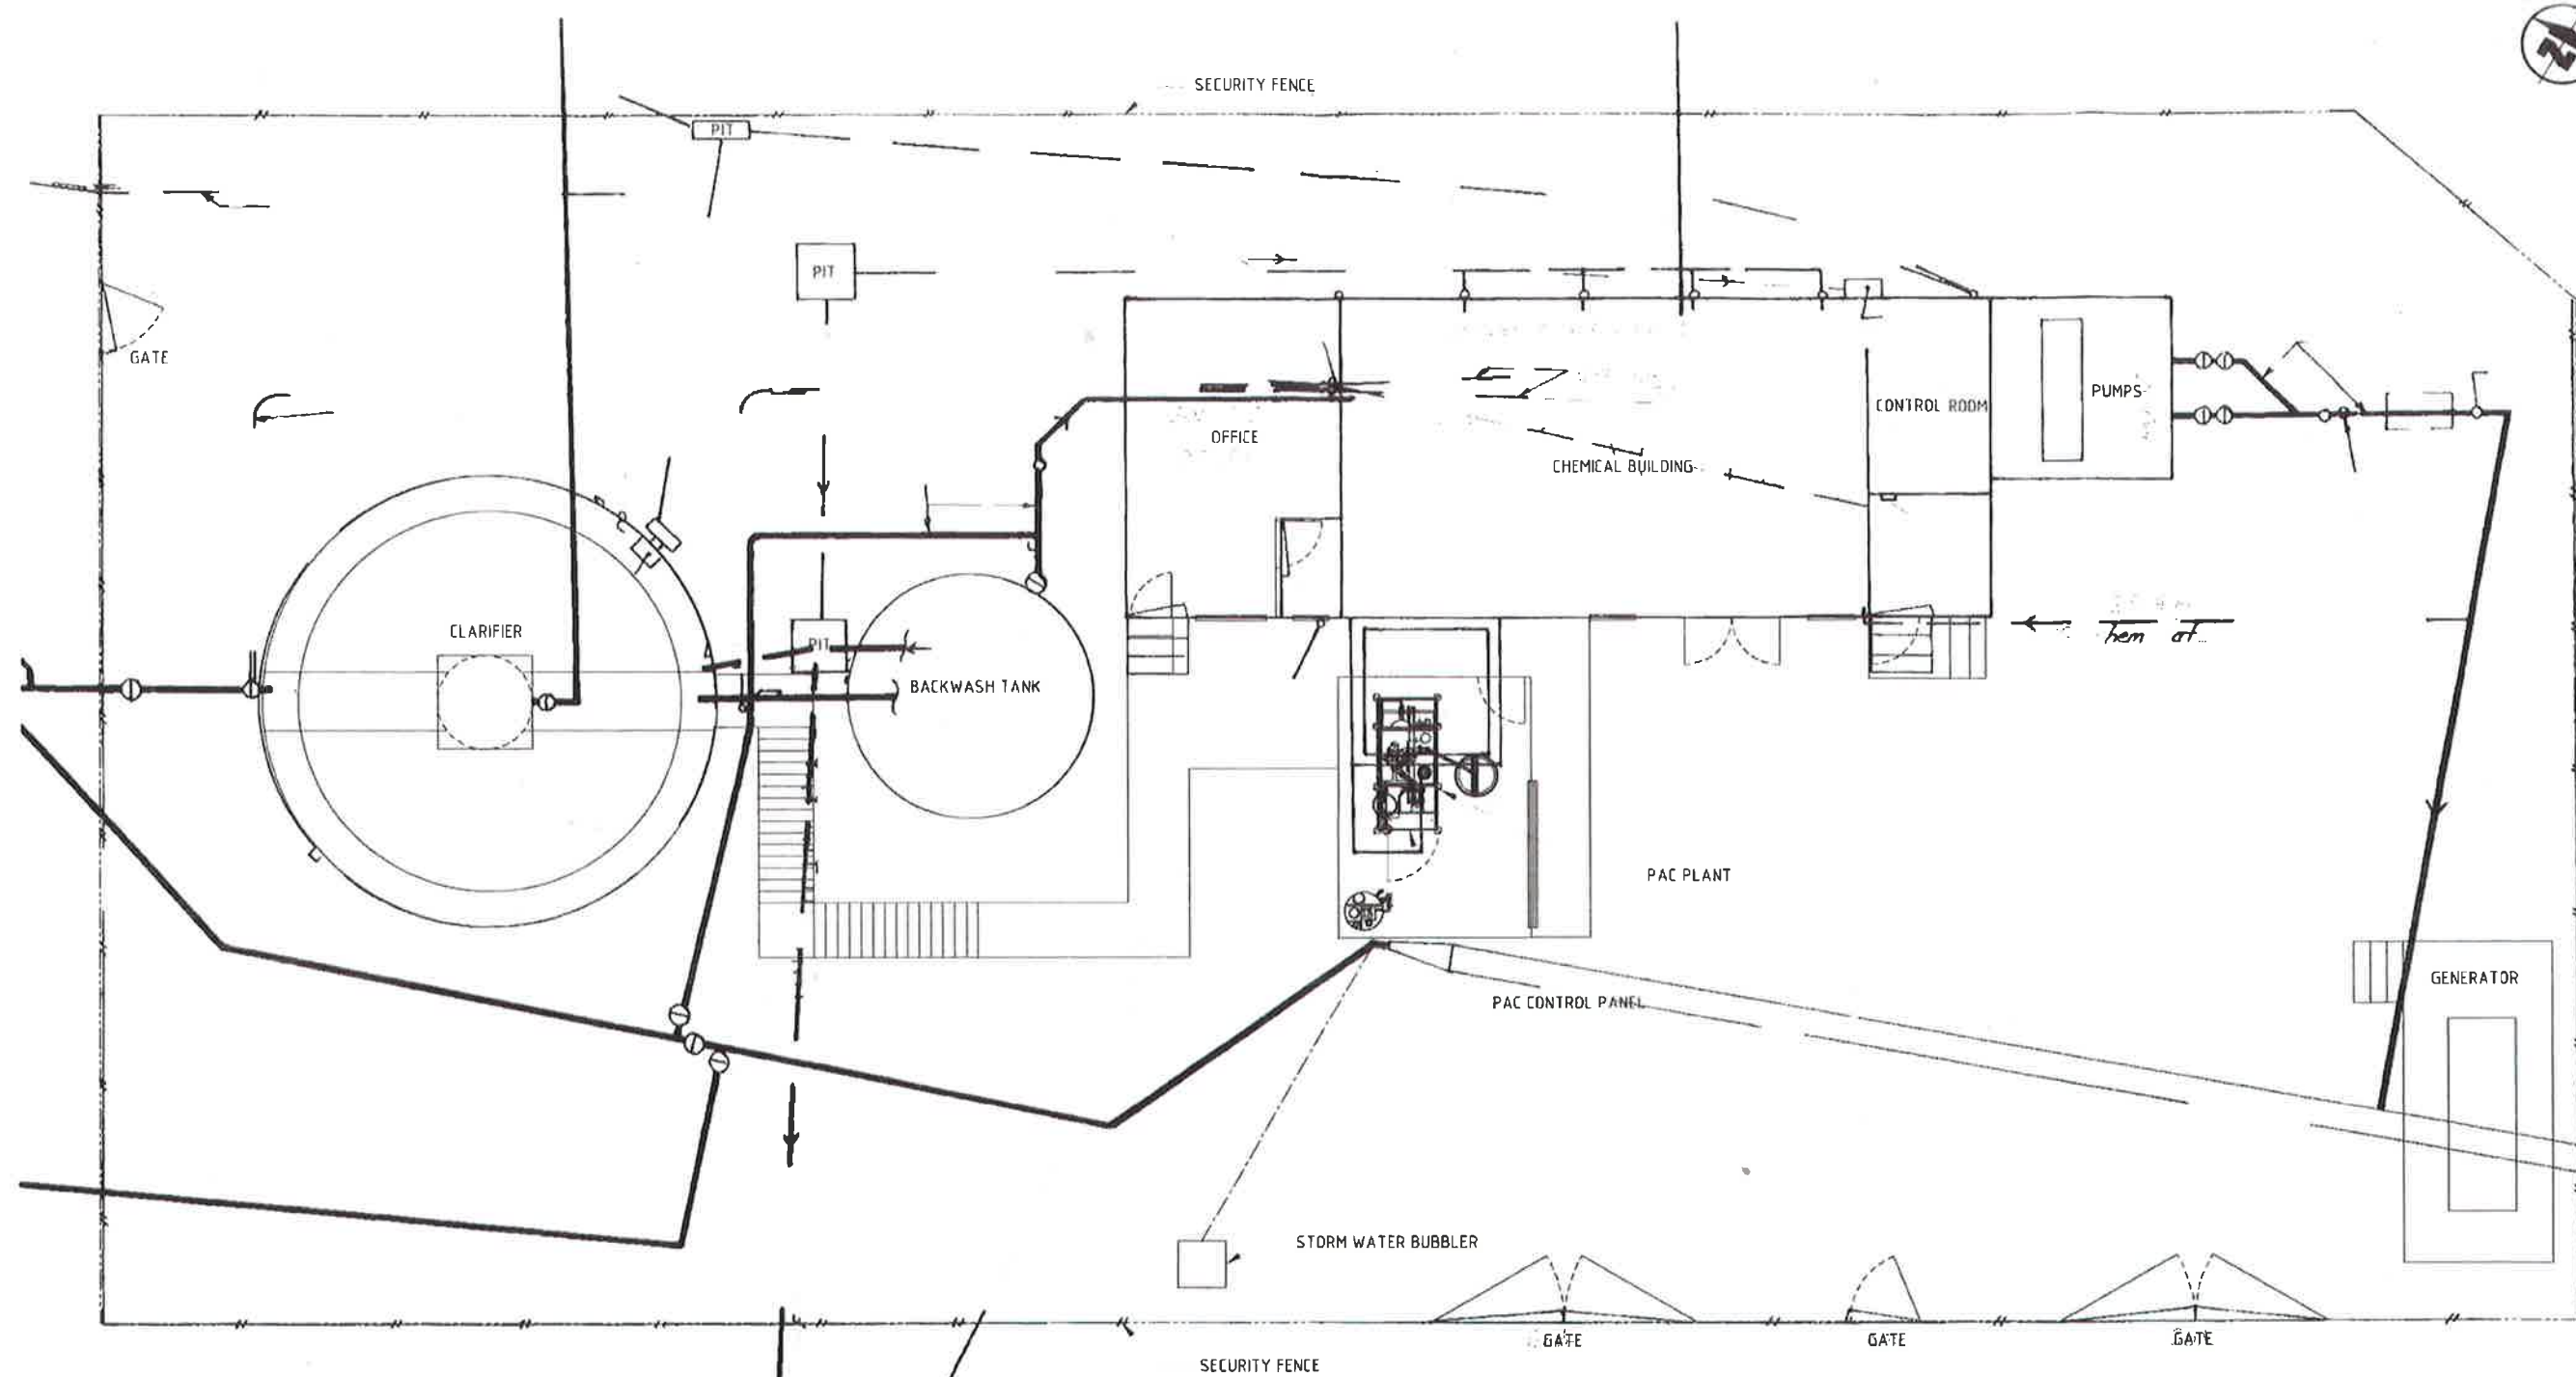 SECURITY FENCE
PIT
PIT
GATE
PUMPS
CONTROL ROOM
OFFICE
CHEMICAL BUILDING
CLARIFIER
PIT
BACKWASH TANK
PAC PLANT
GENERATOR
PAC CONTROL PANEL
STORM WATER BUBBLER
GATE
GATE
GATE
SECURITY FENCE